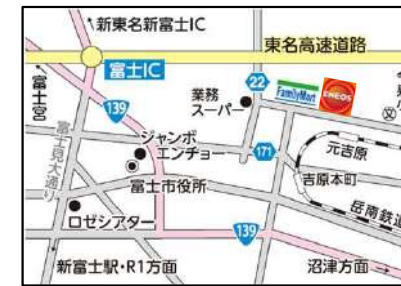 新東名新富士IC
東名高速道路
富士IC
富士宮
139
22
業務
スーパー
FamilyMart
ENEOS
文
ジャンボ
エンチョー
171
元吉原
富士見大通り
富士市役所
吉原本町
岳南鉄道
ロゼシアター
139
新富士駅・R1方面
沼津方面